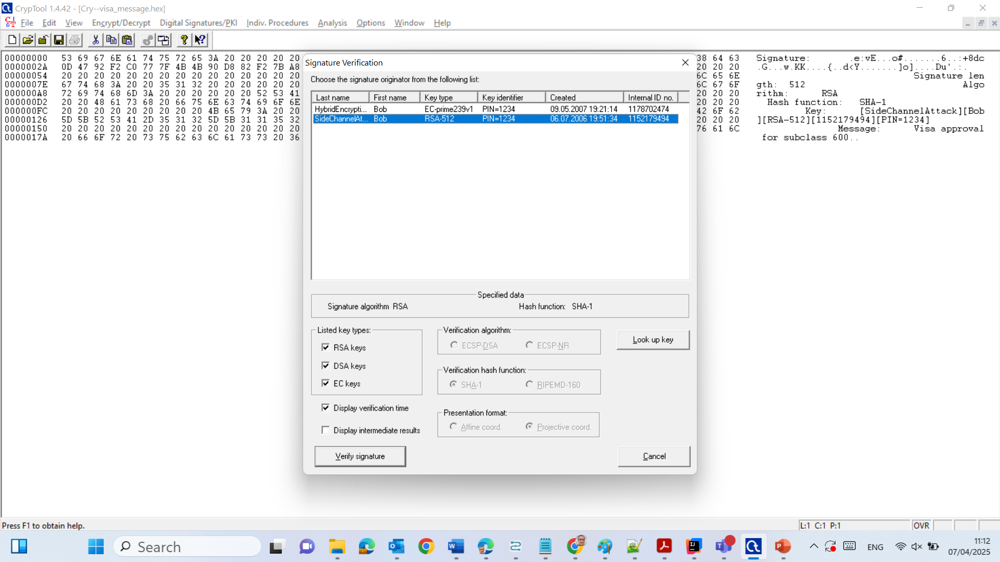 CrypTool 1.4.42 - [Cry--visa_message.hex]
File Edit View Encrypt/Decrypt Digital Signatures/PKI Indiv. Procedures Analysis Options Window Help
00000000 53 69 67 6E 61 74 75 72 65 3A 20 20 20 20 20 38 64 63 Signature: .e:vE...o#.......6..:+8dc
0000002A 0D 47 92 F2 C0 77 7F 4B 4B 90 D8 82 F2 7B A8 20 20 20 .G...w.KK....{..d<Y.......]o]....Du'.:.
00000054 20 20 20 20 20 20 20 20 20 20 20 20 20 20 20 6C 65 6E Signature len
0000007E 67 74 68 3A 20 20 35 31 32 20 20 20 20 20 20 6C 67 6F gth: 512 Algo
000000A8 72 69 74 68 6D 3A 20 20 20 20 20 20 52 53 41 20 20 20 rithm: RSA
000000D2 20 20 48 61 73 68 20 66 75 6E 63 74 69 6F 6E 20 20 20 Hash function: SHA-1
000000FC 20 20 20 20 20 20 20 20 20 4B 65 79 3A 20 20 42 6F 62 Key: [SideChannelAttack][Bob
00000126 5D 5B 52 53 41 2D 35 31 32 5D 5B 31 31 35 32 20 20 20 ][RSA-512][1152179494][PIN=1234]
00000150 20 20 20 20 20 20 20 20 20 20 20 20 20 20 20 76 61 6C Message: Visa approval
0000017A 20 66 6F 72 20 73 75 62 63 6C 61 73 73 20 36 for subclass 600..
Signature Verification
Choose the signature originator from the following list:
Last name First name Key type Key identifier Created Internal ID no.
HybridEncrypti... Bob EC-prime239v1 PIN=1234 09.05.2007 19:21:14 1178702474
SideChannelAt... Bob RSA-512 PIN=1234 06.07.2006 19:51:34 1152179494
Specified data
Signature algorithm RSA Hash function: SHA-1
Listed key types:
RSA keys
DSA keys
EC keys
Display verification time
Display intermediate results
Verification algorithm:
ECSP-DSA ECSP-NR
Verification hash function:
SHA-1 RIPEMD-160
Presentation format:
Affine coord. Projective coord.
Look up key
Verify signature
Cancel
Press F1 to obtain help.
L:1 C:1 P:1 OVR
Search
ENG
11:12
07/04/2025